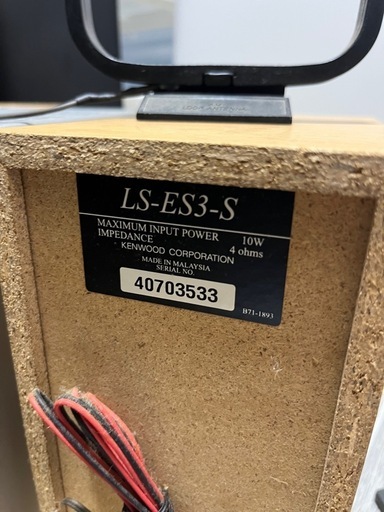 LS-ES3-S
MAXIMUM INPUT POWER 10W
IMPEDANCE 4 ohms
KENWOOD CORPORATION
MADE IN MALAYSIA
SERIAL NO.
40703533
B71-1893